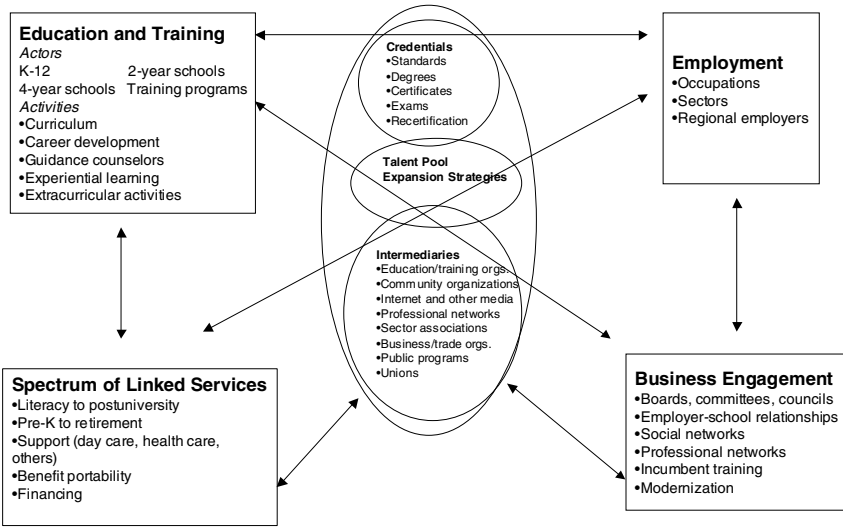 Education and Training
Actors
K-12 2-year schools
4-year schools Training programs
Activities
•Curriculum
•Career development
•Guidance counselors
•Experiential learning
•Extracurricular activities
Credentials
•Standards
•Degrees
•Certificates
•Exams
•Recertification
Talent Pool
Expansion Strategies
Intermediaries
•Education/training orgs.
•Community organizations
•Internet and other media
•Professional networks
•Sector associations
•Business/trade orgs.
•Public programs
•Unions
Employment
•Occupations
•Sectors
•Regional employers
Spectrum of Linked Services
•Literacy to postuniversity
•Pre-K to retirement
•Support (day care, health care,
others)
•Benefit portability
•Financing
Business Engagement
•Boards, committees, councils
•Employer-school relationships
•Social networks
•Professional networks
•Incumbent training
•Modernization